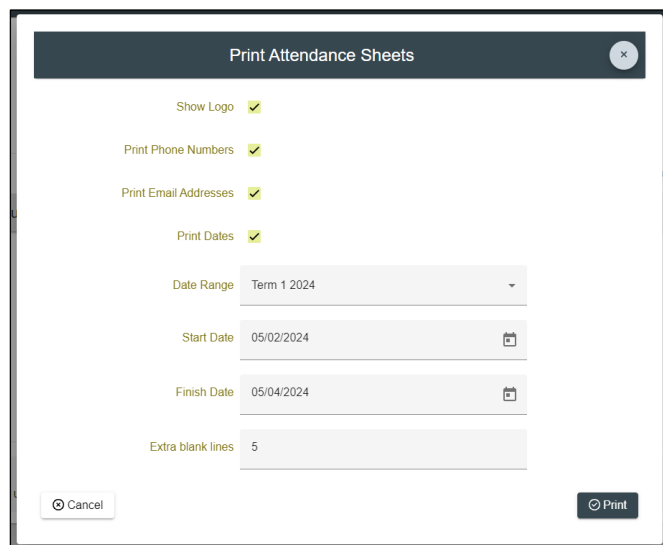 Print Attendance Sheets
Show Logo
Print Phone Numbers
Print Email Addresses
Print Dates
Date Range Term 1 2024
Start Date 05/02/2024
Finish Date 05/04/2024
Extra blank lines 5
Cancel Print